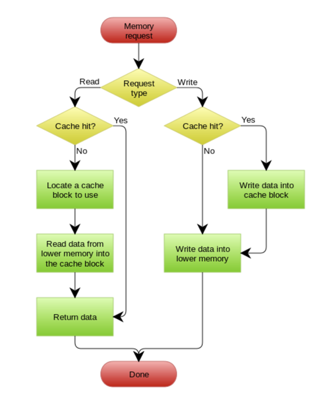 Memory
request
Read
Request
type
Write
Cache hit?
Yes
Cache hit?
Yes
No
No
Locate a cache
block to use
Write data into
cache block
Read data from
lower memory into
the cache block
Write data into
lower memory
Return data
Done